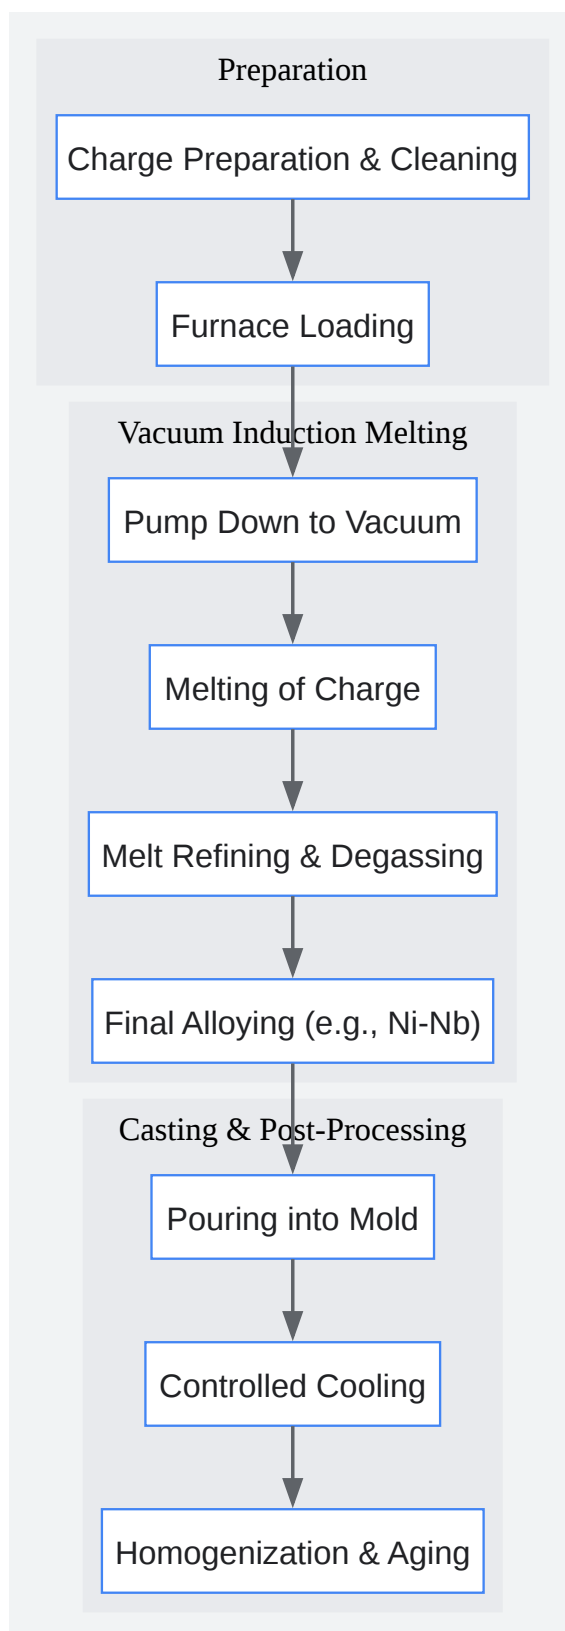 Preparation
Charge Preparation & Cleaning
Furnace Loading
Vacuum Induction Melting
Pump Down to Vacuum
Melting of Charge
Melt Refining & Degassing
Final Alloying (e.g., Ni-Nb)
Casting & Post-Processing
Pouring into Mold
Controlled Cooling
Homogenization & Aging